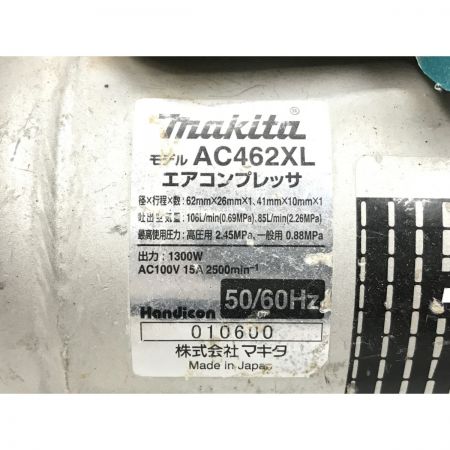 makita®
モデル AC462XL
エアコンプレッサ
径×行程×数：62mm×26mm×1、41mm×10mm×1
吐出空気量：106L/min(0.69MPa)、85L/min(2.26MPa)
最高使用圧力：高圧用 2.45MPa、一般用 0.88MPa
出力：1300W
AC100V 15A 2500min⁻¹
Handicon 50/60Hz
010600
株式会社 マキタ
Made in Japan